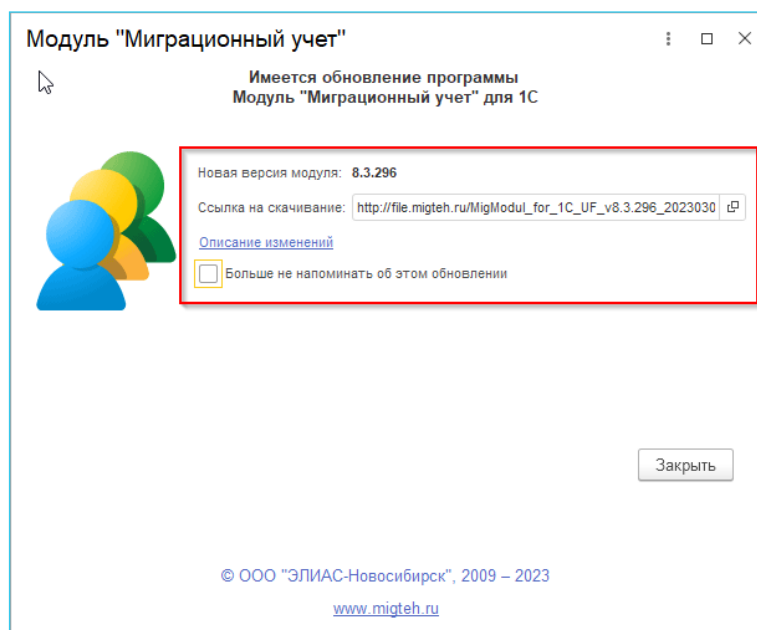 Модуль "Миграционный учет"
Имеется обновление программы
Модуль "Миграционный учет" для 1С
Новая версия модуля: 8.3.296
Ссылка на скачивание: http://file.migteh.ru/MigModul_for_1C_UF_v8.3.296_2023030
Описание изменений
Больше не напоминать об этом обновлении
Закрыть
© ООО "ЭЛИАС-Новосибирск", 2009 – 2023
www.migteh.ru